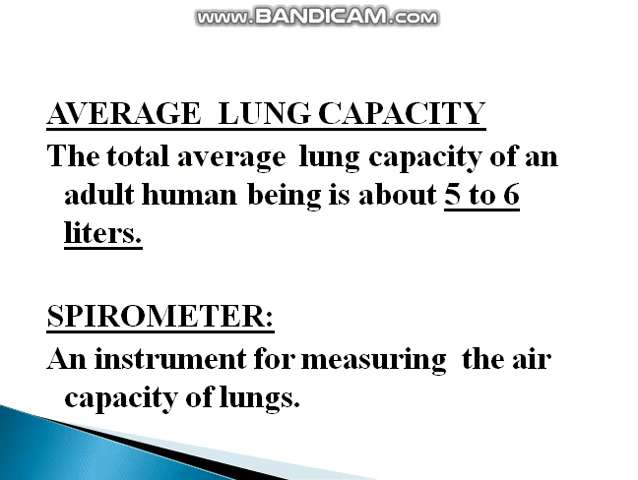 www.BANDICAM.com
AVERAGE LUNG CAPACITY
The total average lung capacity of an
adult human being is about 5 to 6
liters.
SPIROMETER:
An instrument for measuring the air
capacity of lungs.